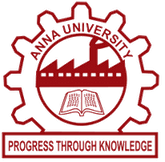 ANNA UNIVERSITY
PROGRESS THROUGH KNOWLEDGE